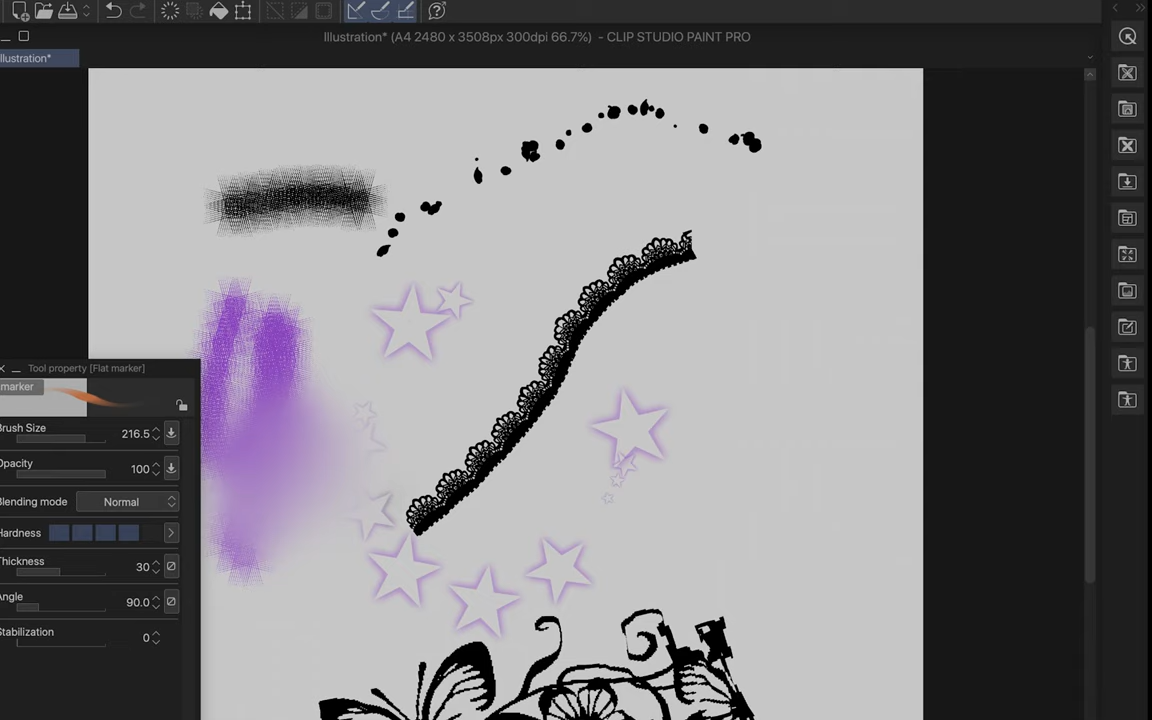 Illustration* (A4 2480 x 3508px 300dpi 66.7%) - CLIP STUDIO PAINT PRO
llustration*
Tool property [Flat marker]
marker
Brush Size 216.5
Opacity 100
Blending mode Normal
Hardness
Thickness 30
Angle 90.0
Stabilization 0